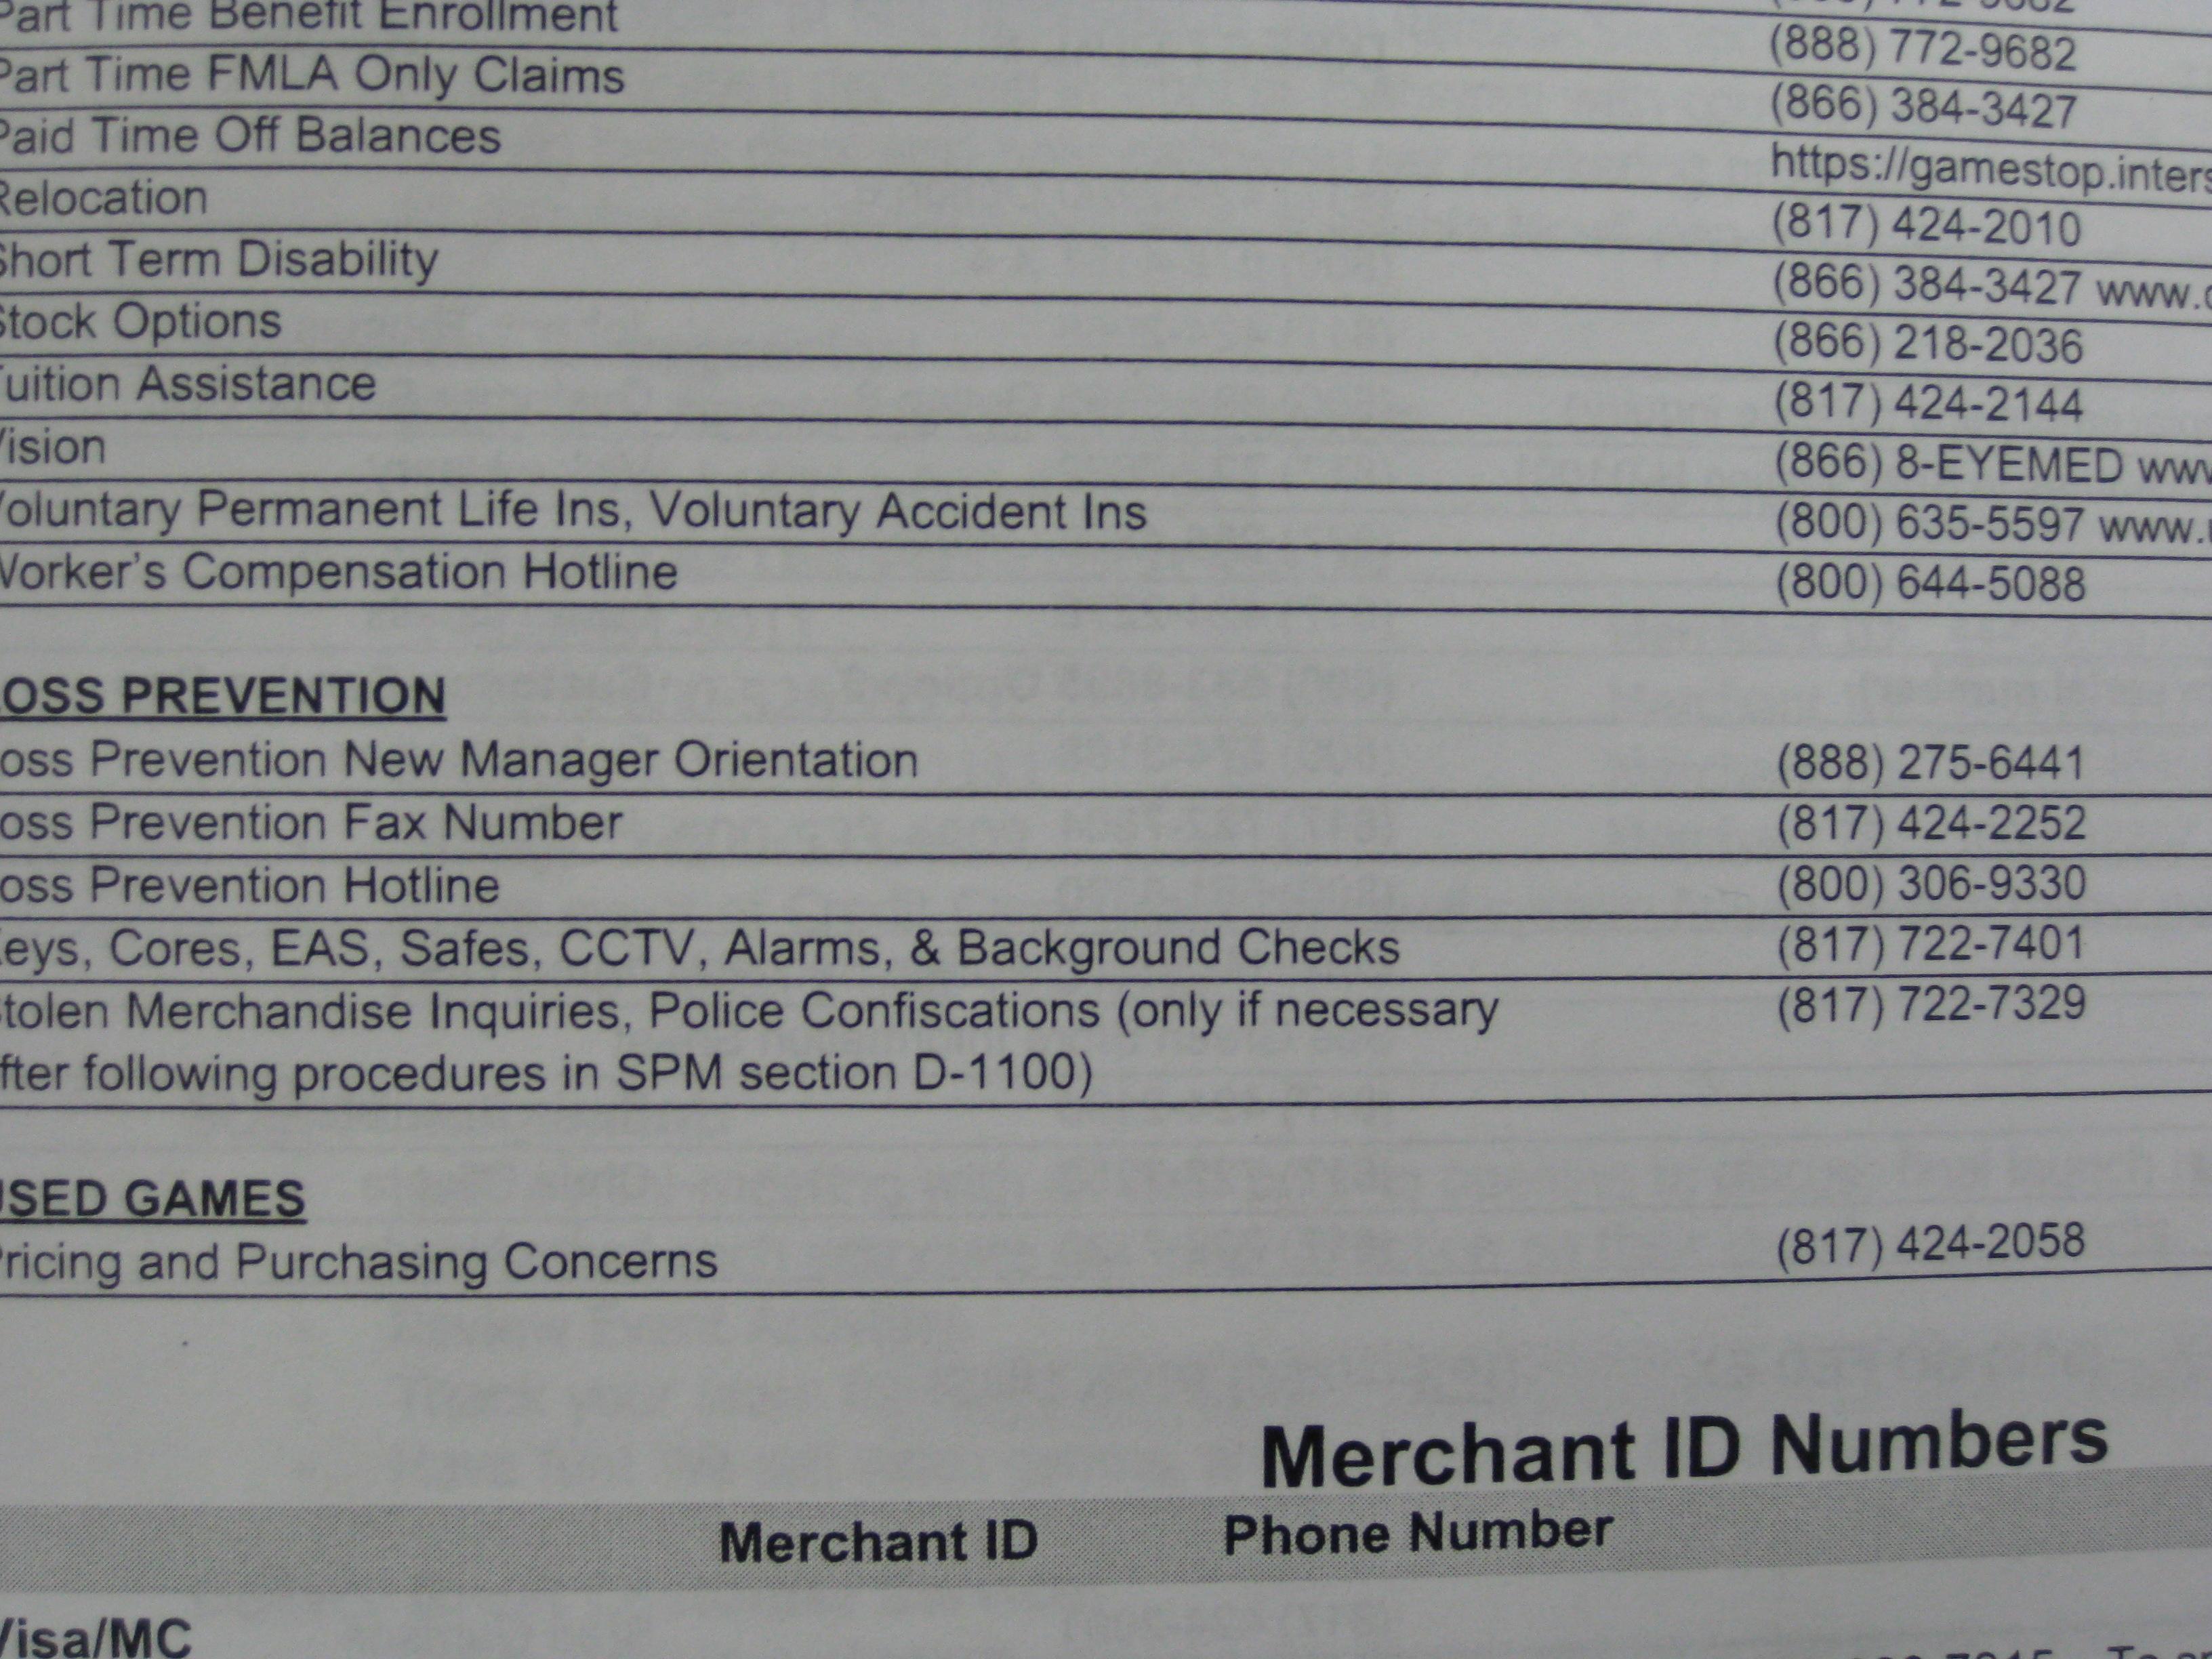 Part Time Benefit Enrollment (888) 772-9682
Part Time FMLA Only Claims (866) 384-3427
Paid Time Off Balances https://gamestop.inters
Relocation (817) 424-2010
Short Term Disability (866) 384-3427 www.
Stock Options (866) 218-2036
Tuition Assistance (817) 424-2144
Vision (866) 8-EYEMED www
Voluntary Permanent Life Ins, Voluntary Accident Ins (800) 635-5597 www.
Worker's Compensation Hotline (800) 644-5088
LOSS PREVENTION
oss Prevention New Manager Orientation (888) 275-6441
oss Prevention Fax Number (817) 424-2252
oss Prevention Hotline (800) 306-9330
eys, Cores, EAS, Safes, CCTV, Alarms, & Background Checks (817) 722-7401
tolen Merchandise Inquiries, Police Confiscations (only if necessary (817) 722-7329
fter following procedures in SPM section D-1100)
USED GAMES
Pricing and Purchasing Concerns (817) 424-2058
Merchant ID Numbers
Merchant ID Phone Number
Visa/MC